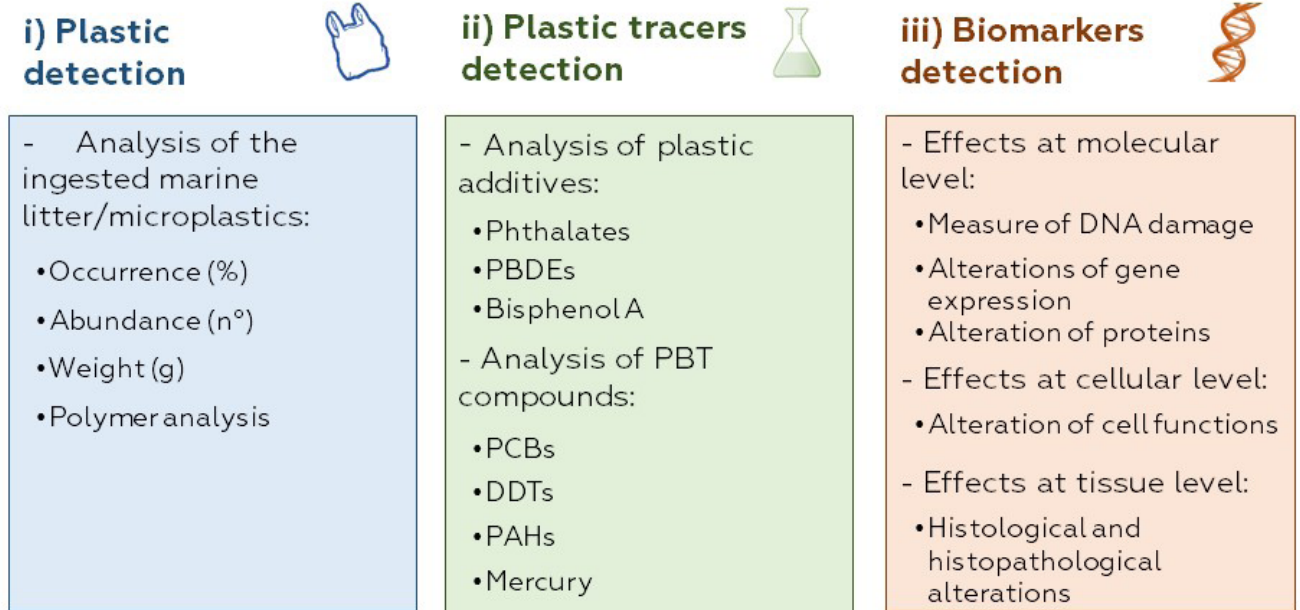 i) Plastic
detection
- Analysis of the
ingested marine
litter/microplastics:
•Occurrence (%)
•Abundance (n°)
•Weight (g)
•Polymer analysis
ii) Plastic tracers
detection
- Analysis of plastic
additives:
•Phthalates
•PBDEs
•Bisphenol A
- Analysis of PBT
compounds:
•PCBs
•DDTs
•PAHs
•Mercury
iii) Biomarkers
detection
- Effects at molecular
level:
•Measure of DNA damage
•Alterations of gene
expression
•Alteration of proteins
- Effects at cellular level:
•Alteration of cell functions
- Effects at tissue level:
•Histological and
histopathological
alterations